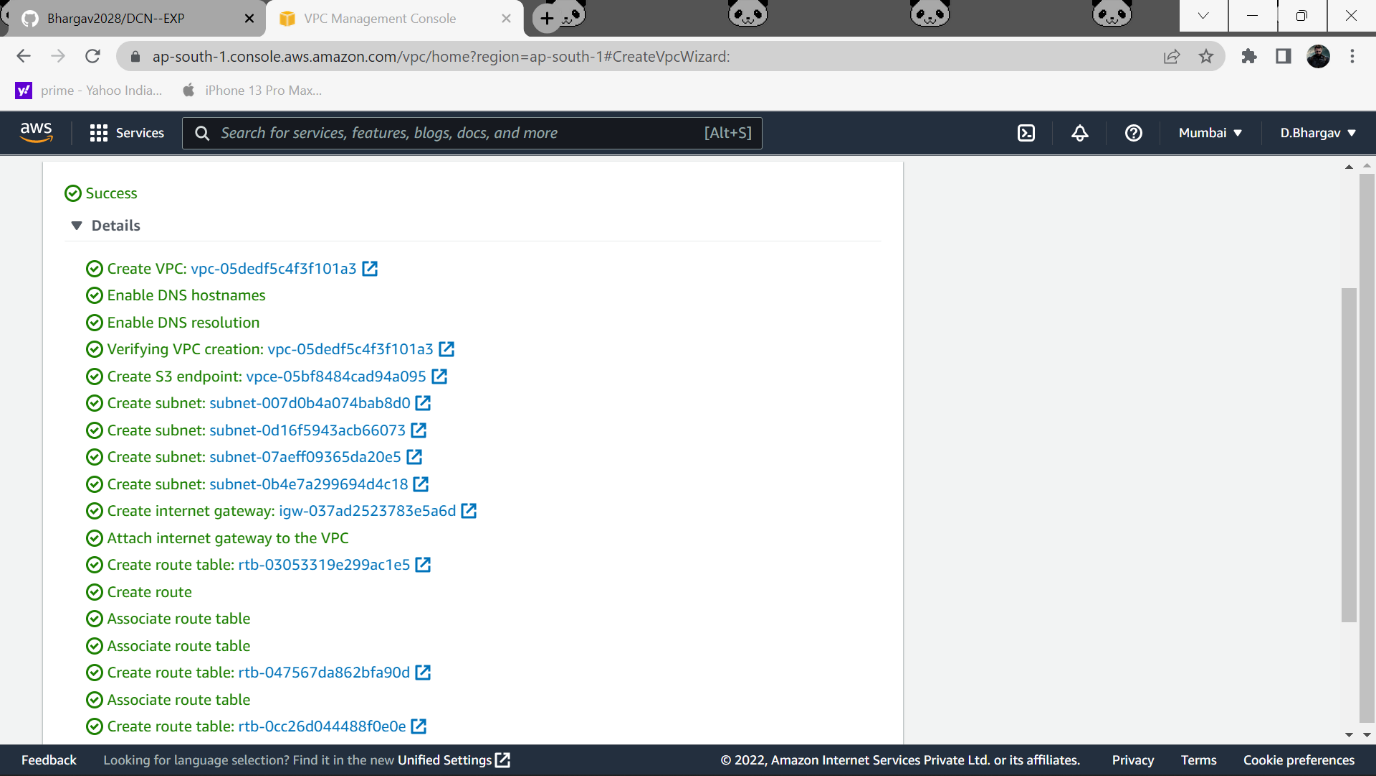 Bhargav2028/DCN--EXP
VPC Management Console
ap-south-1.console.aws.amazon.com/vpc/home?region=ap-south-1#CreateVpcWizard:
y!
prime - Yahoo India...
iPhone 13 Pro Max...
aws
Services
Search for services, features, blogs, docs, and more
[Alt+S]
Mumbai
D.Bhargav
Success
Details
Create VPC: vpc-05dedf5c4f3f101a3
Enable DNS hostnames
Enable DNS resolution
Verifying VPC creation: vpc-05dedf5c4f3f101a3
Create S3 endpoint: vpce-05bf8484cad94a095
Create subnet: subnet-007d0b4a074bab8d0
Create subnet: subnet-0d16f5943acb66073
Create subnet: subnet-07aeff09365da20e5
Create subnet: subnet-0b4e7a299694d4c18
Create internet gateway: igw-037ad2523783e5a6d
Attach internet gateway to the VPC
Create route table: rtb-03053319e299ac1e5
Create route
Associate route table
Associate route table
Create route table: rtb-047567da862bfa90d
Associate route table
Create route table: rtb-0cc26d044488f0e0e
Feedback
Looking for language selection? Find it in the new Unified Settings
© 2022, Amazon Internet Services Private Ltd. or its affiliates.
Privacy
Terms
Cookie preferences